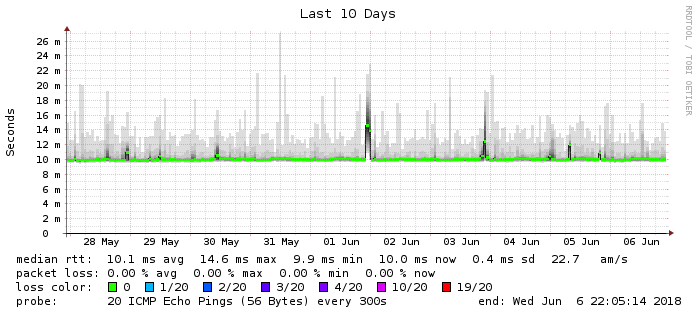 Last 10 Days
RRDTOOL / TOBI OETIKER
Seconds
26 m
24 m
22 m
20 m
18 m
16 m
14 m
12 m
10 m
8 m
6 m
4 m
2 m
0
28 May 29 May 30 May 31 May 01 Jun 02 Jun 03 Jun 04 Jun 05 Jun 06 Jun
median rtt: 10.1 ms avg 14.6 ms max 9.9 ms min 10.0 ms now 0.4 ms sd 22.7 am/s
packet loss: 0.00 % avg 0.00 % max 0.00 % min 0.00 % now
loss color: 0 1/20 2/20 3/20 4/20 10/20 19/20
probe: 20 ICMP Echo Pings (56 Bytes) every 300s end: Wed Jun 6 22:05:14 2018